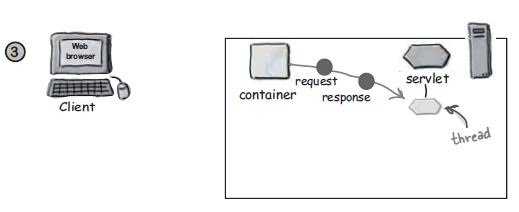 3
Web
browser
Client
container
request
response
servlet
thread